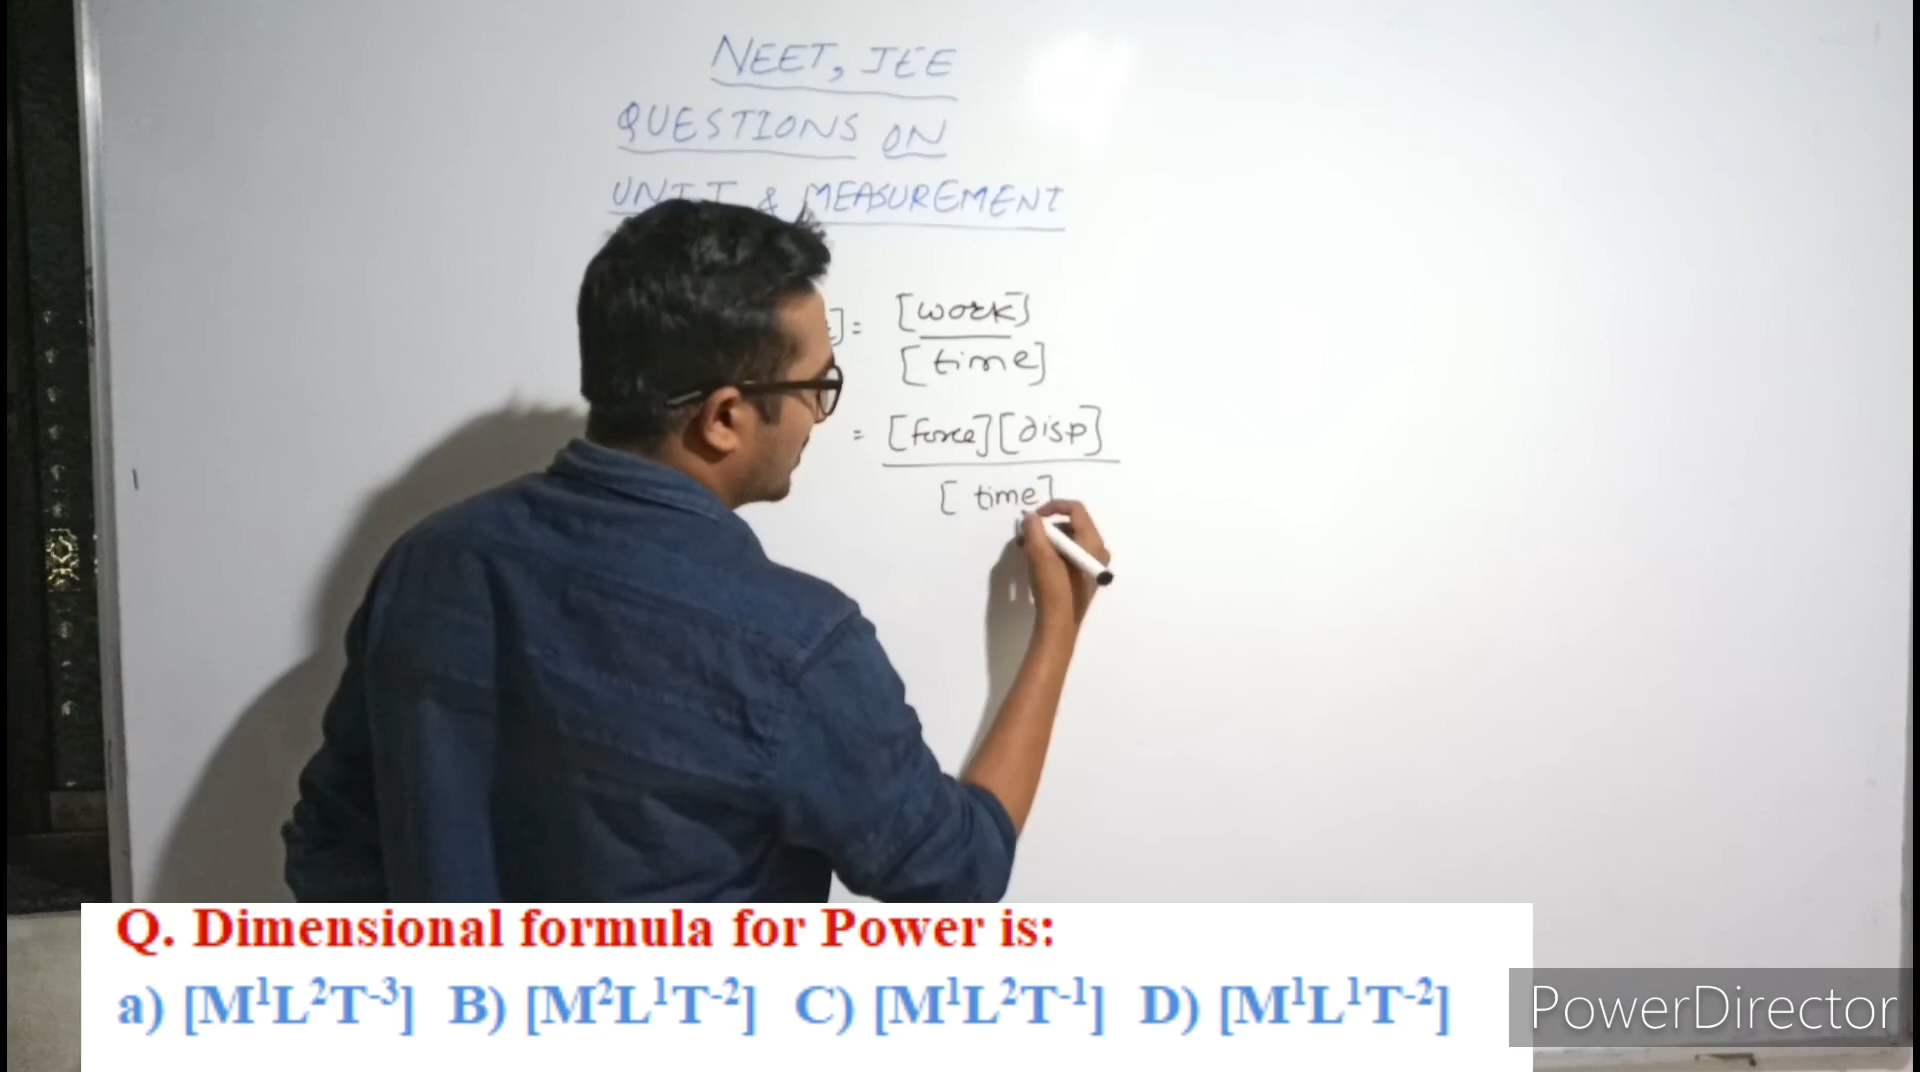 NEET, JEE
QUESTIONS ON
UNIT & MEASUREMENT
]= [work]
[time]
= [force][disp]
[time]
Q. Dimensional formula for Power is:
a) [M¹L²T⁻³] B) [M²L¹T⁻²] C) [M¹L²T⁻¹] D) [M¹L¹T⁻²]
PowerDirector